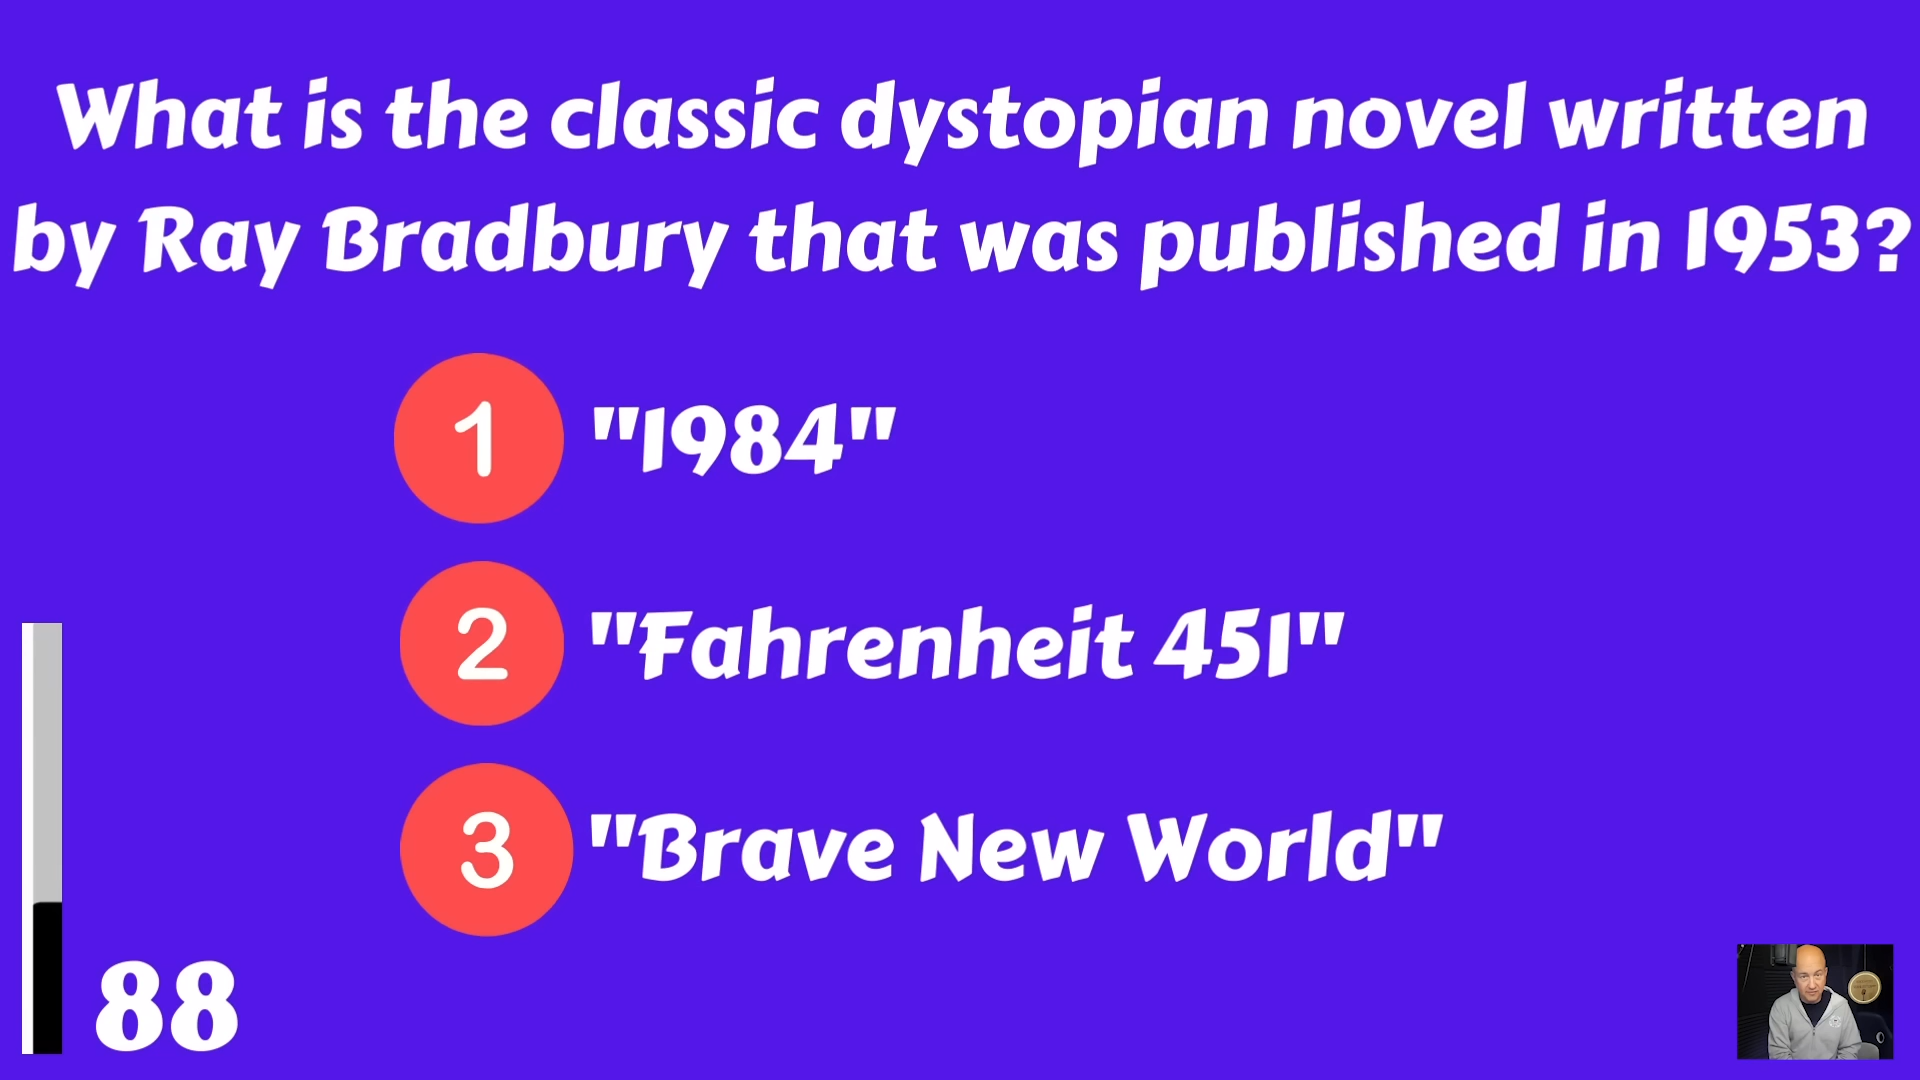 What is the classic dystopian novel written
by Ray Bradbury that was published in 1953?
1 "1984"
2 "Fahrenheit 451"
3 "Brave New World"
88